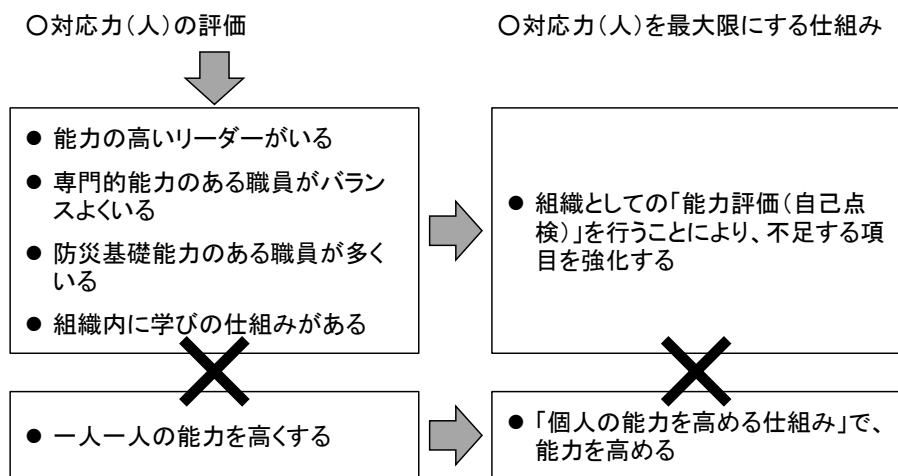 〇対応力(人)の評価
〇対応力(人)を最大限にする仕組み
● 能力の高いリーダーがいる
● 専門的能力のある職員がバラン
スよくいる
● 防災基礎能力のある職員が多く
いる
● 組織内に学びの仕組みがある
● 組織としての「能力評価(自己点
検)」を行うことにより、不足する項
目を強化する
● 一人一人の能力を高くする
● 「個人の能力を高める仕組み」で、
能力を高める